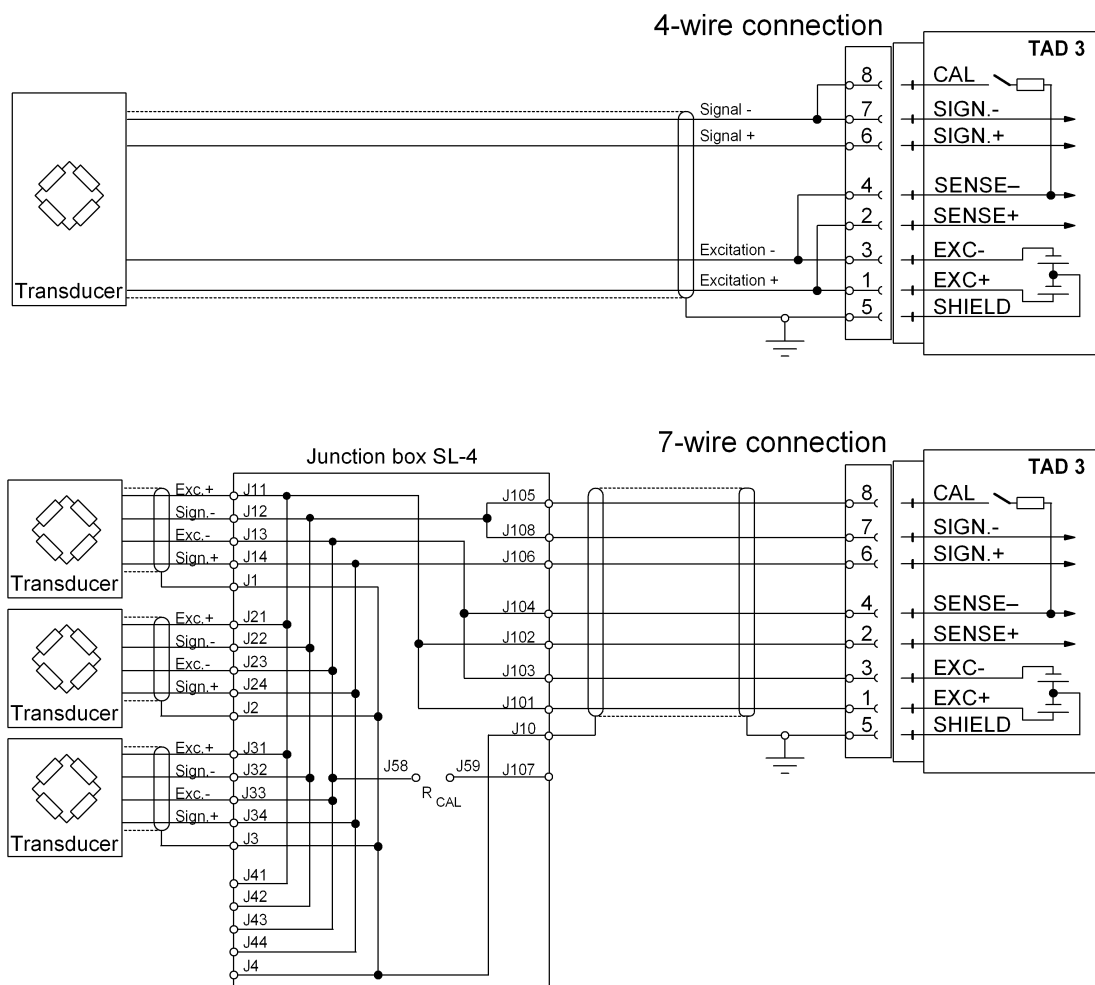 4-wire connection
TAD 3
8 CAL
Signal - 7 SIGN.-
Signal + 6 SIGN.+
4 SENSE–
2 SENSE+
Excitation - 3 EXC-
Excitation + 1 EXC+
5 SHIELD
Transducer
7-wire connection
Junction box SL-4
TAD 3
Exc.+ J11 J105 8 CAL
Sign.- J12
Exc.- J13 J108 7 SIGN.-
Sign.+ J14 J106 6 SIGN.+
Transducer J1
J104 4 SENSE–
Exc.+ J21
Sign.- J22 J102 2 SENSE+
Exc.- J23 J103 3 EXC-
Sign.+ J24
J101 1 EXC+
Transducer J2
J10 5 SHIELD
Exc.+ J31
Sign.- J32 J58 J59 J107
Exc.- J33 R CAL
Sign.+ J34
Transducer J3
J41
J42
J43
J44
J4